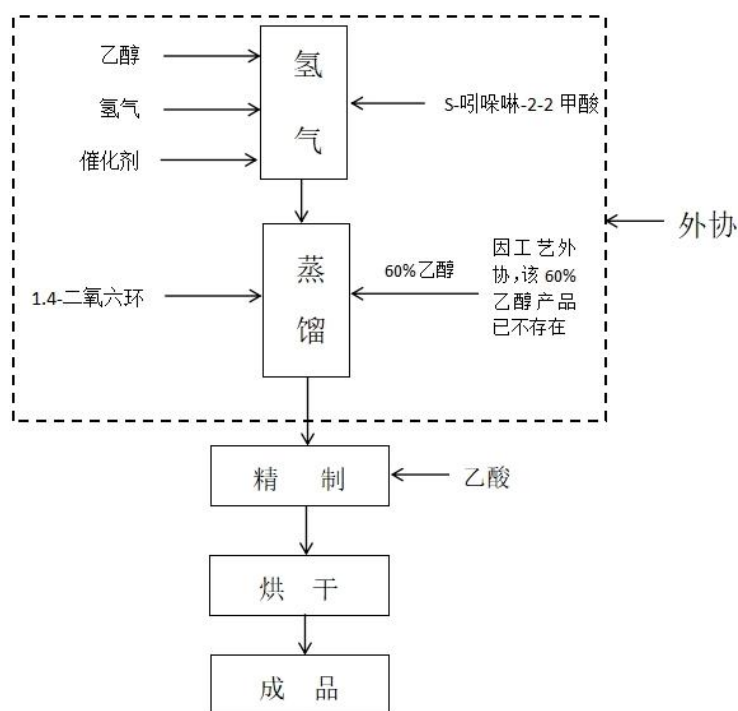 乙醇
氢气
催化剂
氢
气
S-吲哚啉-2-2 甲酸
外协
1.4-二氧六环
蒸
馏
60%乙醇
因工艺外
协,该 60%
乙醇产品
已不存在
精 制
乙酸
烘 干
成 品